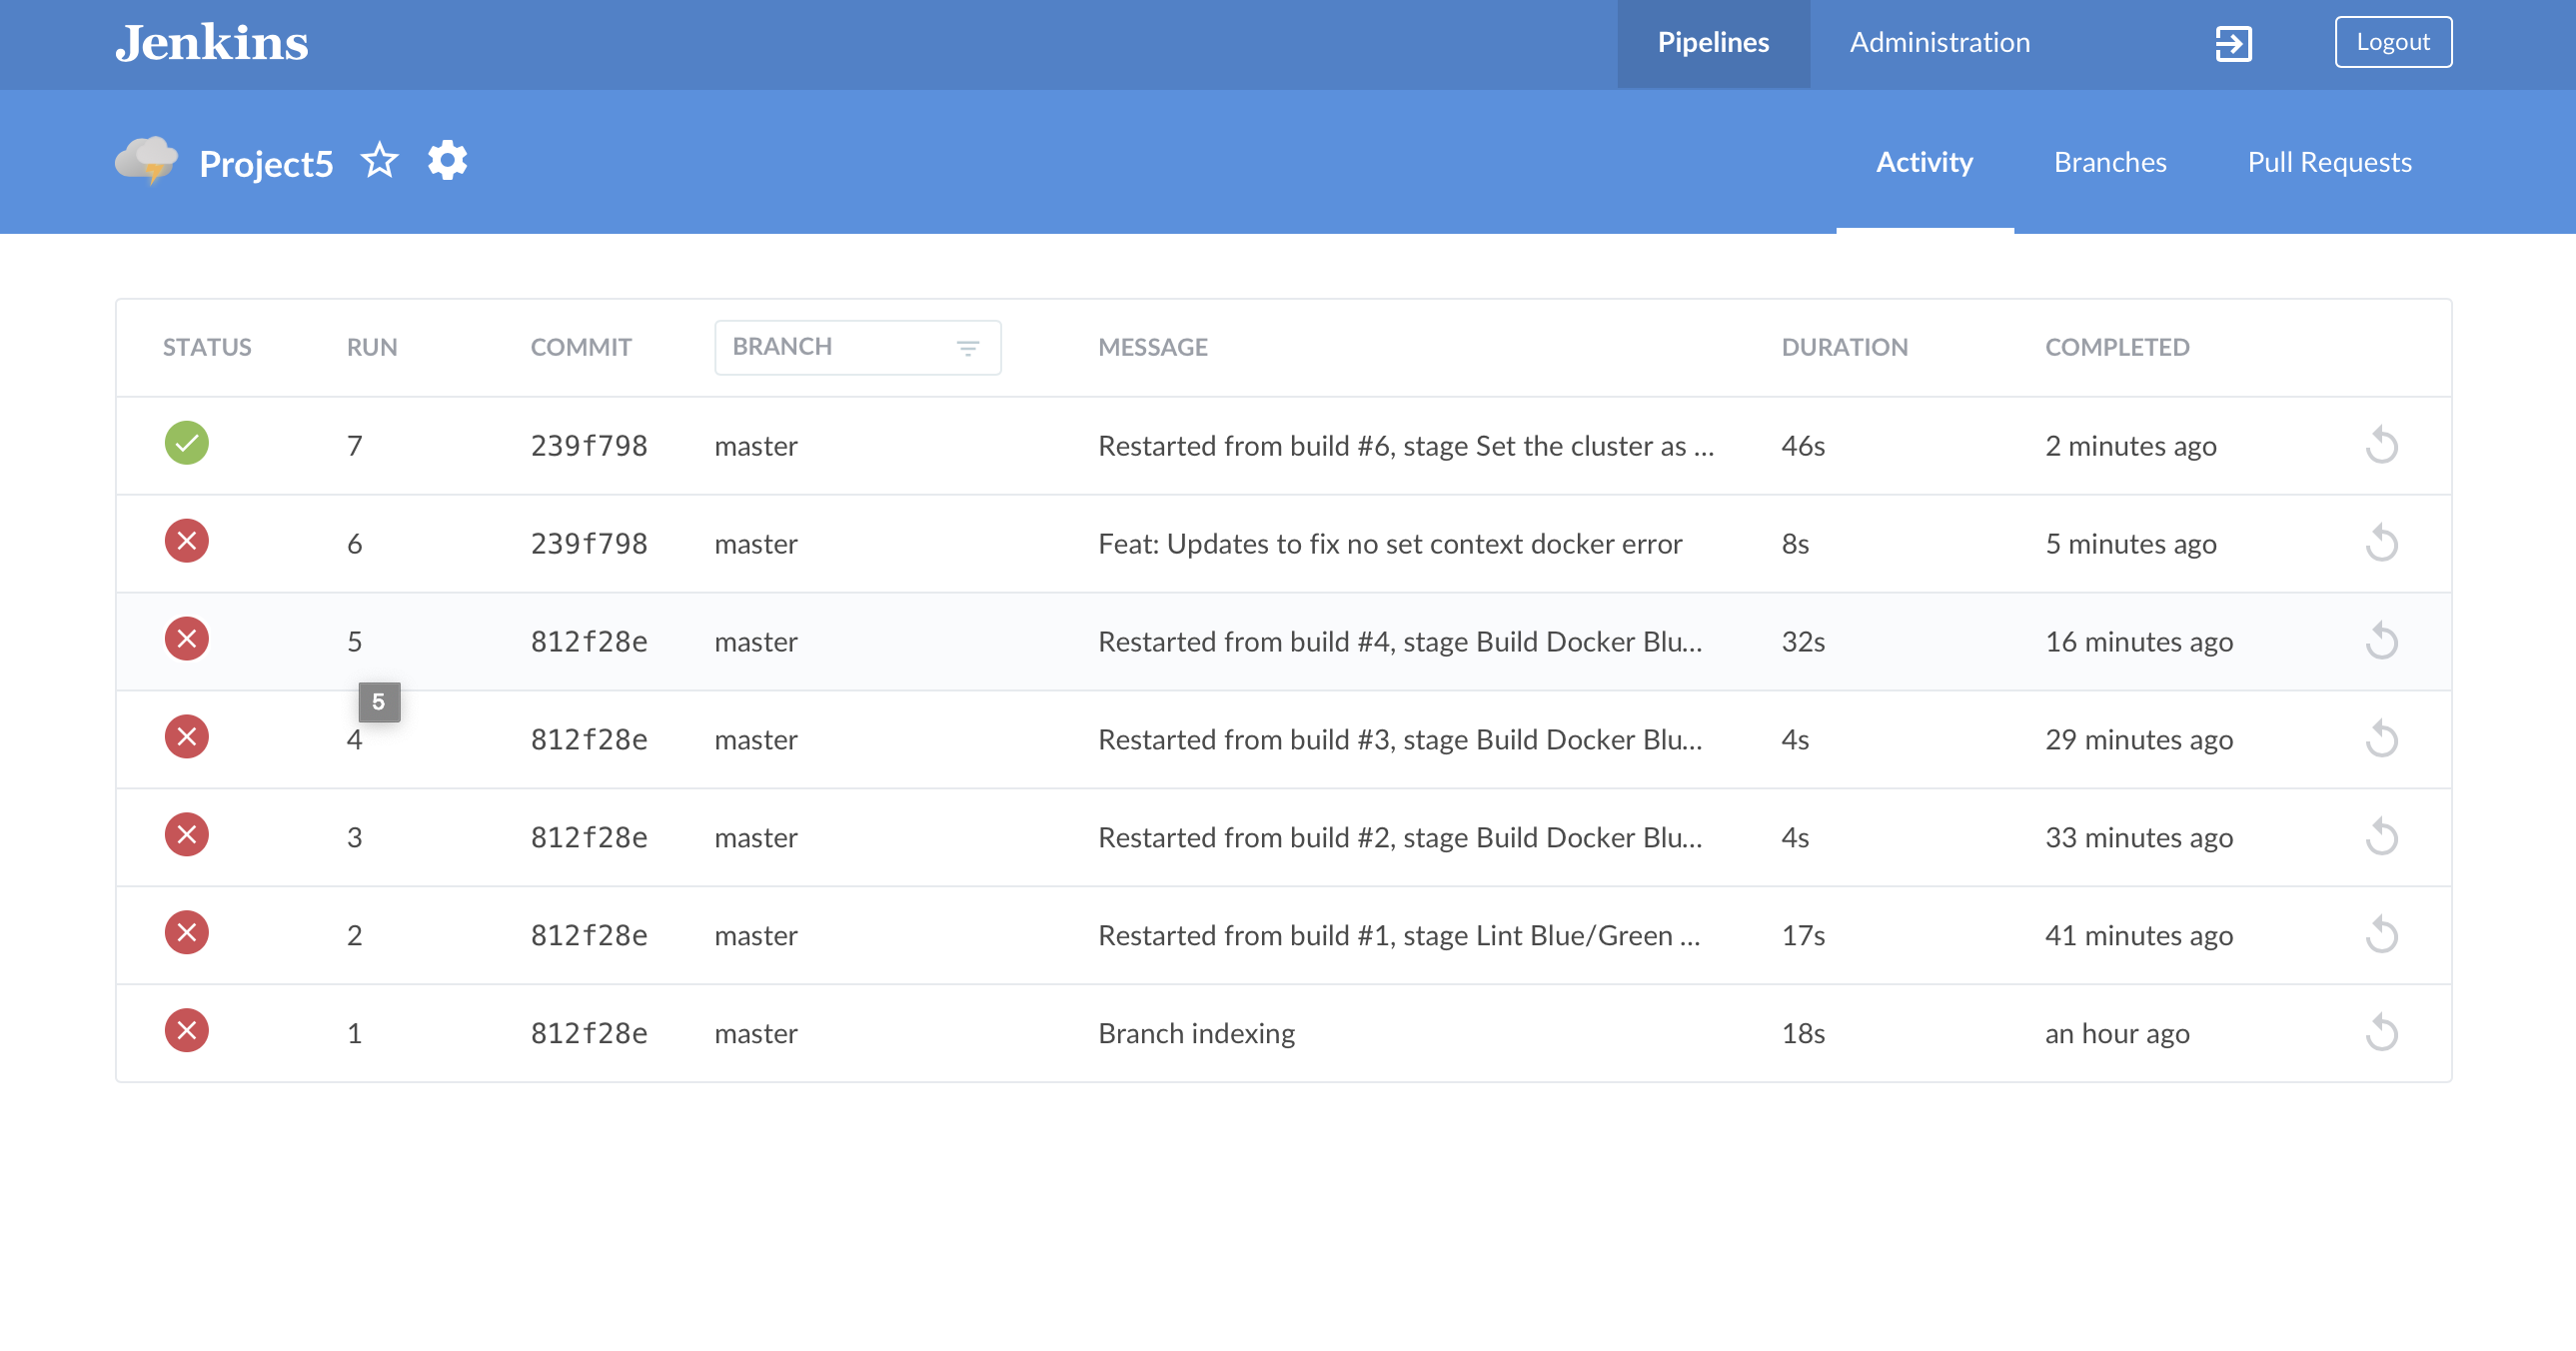 Jenkins Pipelines Administration Logout
Project5 Activity Branches Pull Requests
STATUS RUN COMMIT BRANCH MESSAGE DURATION COMPLETED
7 239f798 master Restarted from build #6, stage Set the cluster as ... 46s 2 minutes ago
6 239f798 master Feat: Updates to fix no set context docker error 8s 5 minutes ago
5 812f28e master Restarted from build #4, stage Build Docker Blu... 32s 16 minutes ago
5
4 812f28e master Restarted from build #3, stage Build Docker Blu... 4s 29 minutes ago
3 812f28e master Restarted from build #2, stage Build Docker Blu... 4s 33 minutes ago
2 812f28e master Restarted from build #1, stage Lint Blue/Green ... 17s 41 minutes ago
1 812f28e master Branch indexing 18s an hour ago